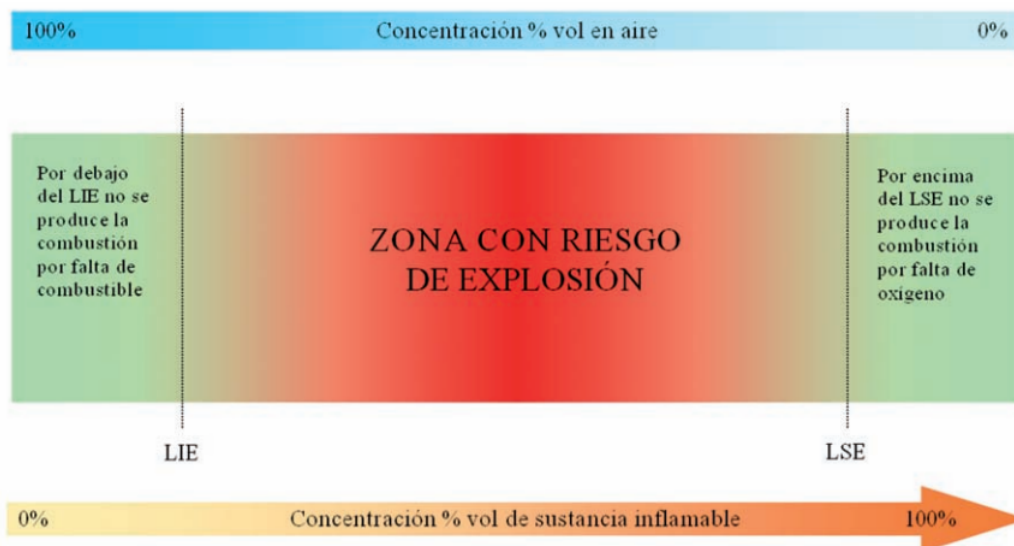 100% Concentración % vol en aire 0%
Por debajo
del LIE no se
produce la
combustión
por falta de
combustible
ZONA CON RIESGO
DE EXPLOSIÓN
Por encima
del LSE no se
produce la
combustión
por falta de
oxígeno
LIE
LSE
0% Concentración % vol de sustancia inflamable 100%